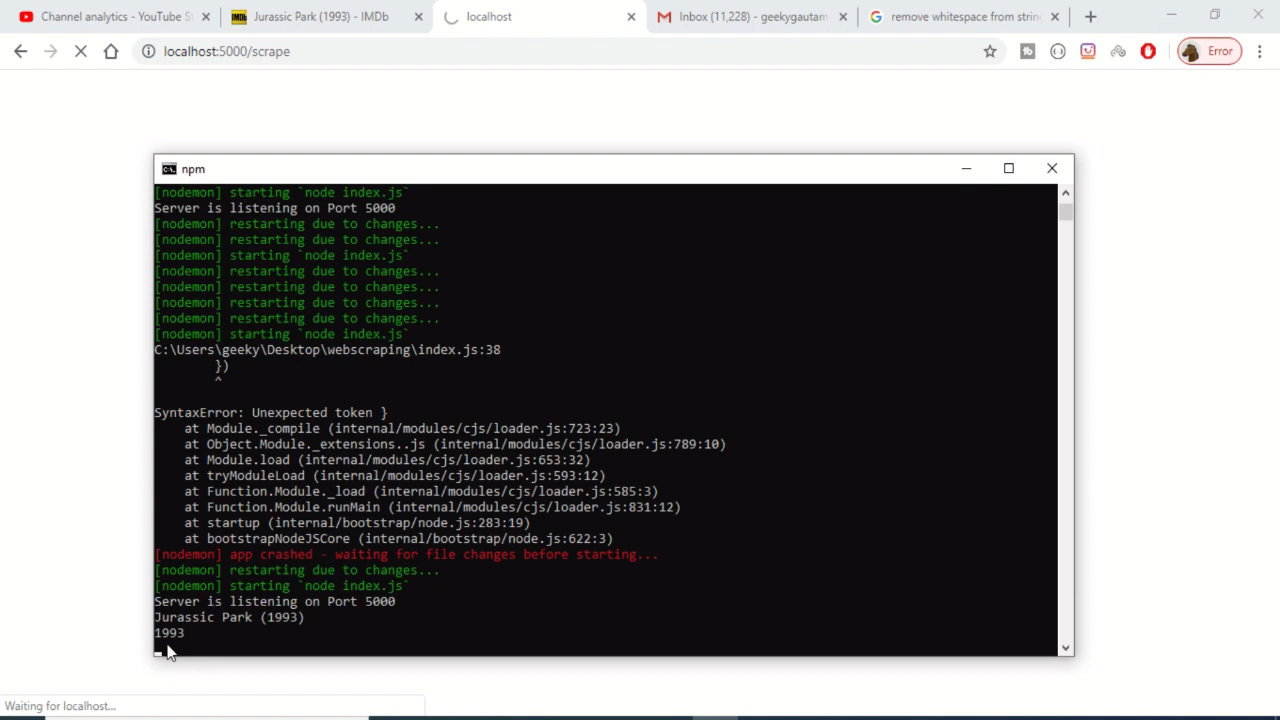 Channel analytics - YouTube S
Jurassic Park (1993) - IMDb
localhost
Inbox (11,228) - geekygautam
remove whitespace from string
localhost:5000/scrape
Error
npm
[nodemon] starting `node index.js`
Server is listening on Port 5000
[nodemon] restarting due to changes...
[nodemon] restarting due to changes...
[nodemon] starting `node index.js`
[nodemon] restarting due to changes...
[nodemon] restarting due to changes...
[nodemon] restarting due to changes...
[nodemon] restarting due to changes...
[nodemon] starting `node index.js`
C:\Users\geeky\Desktop\webscraping\index.js:38
})
^
SyntaxError: Unexpected token }
at Module._compile (internal/modules/cjs/loader.js:723:23)
at Object.Module._extensions..js (internal/modules/cjs/loader.js:789:10)
at Module.load (internal/modules/cjs/loader.js:653:32)
at tryModuleLoad (internal/modules/cjs/loader.js:593:12)
at Function.Module._load (internal/modules/cjs/loader.js:585:3)
at Function.Module.runMain (internal/modules/cjs/loader.js:831:12)
at startup (internal/bootstrap/node.js:283:19)
at bootstrapNodeJSCore (internal/bootstrap/node.js:622:3)
[nodemon] app crashed - waiting for file changes before starting...
[nodemon] restarting due to changes...
[nodemon] starting `node index.js`
Server is listening on Port 5000
Jurassic Park (1993)
1993
Waiting for localhost...